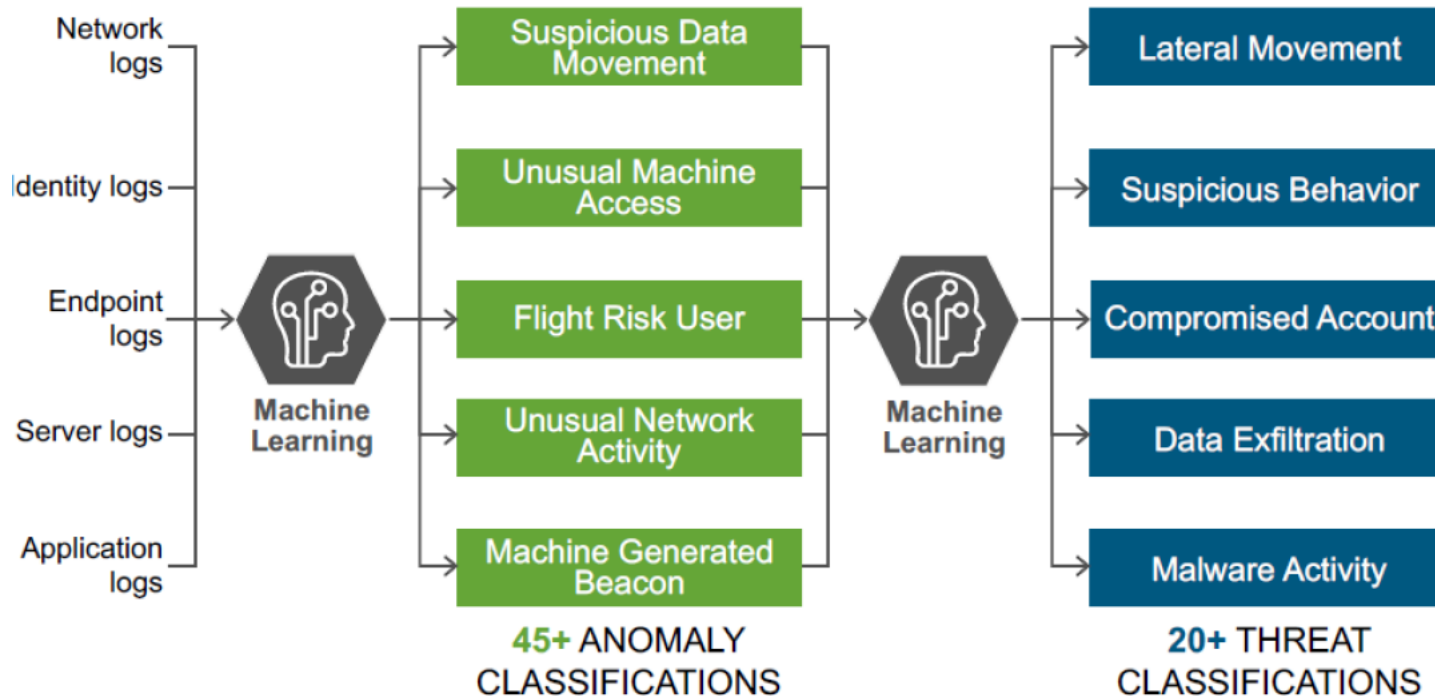 Network
logs
Identity logs
Endpoint
logs
Server logs
Application
logs
Machine
Learning
Suspicious Data
Movement
Unusual Machine
Access
Flight Risk User
Unusual Network
Activity
Machine Generated
Beacon
45+ ANOMALY
CLASSIFICATIONS
Machine
Learning
Lateral Movement
Suspicious Behavior
Compromised Account
Data Exfiltration
Malware Activity
20+ THREAT
CLASSIFICATIONS